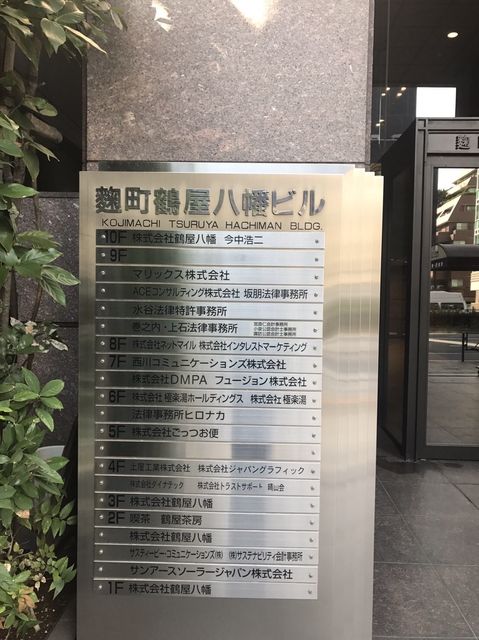 麴町鶴屋八幡ビル
KOJIMACHI TSURUYA HACHIMAN BLDG.
10F 株式会社鶴屋八幡 今中浩二
9F
マリックス株式会社
ACEコンサルティング株式会社 坂朋法律事務所
水谷法律特許事務所
巻之内・上石法律事務所
8F 株式会社ネットマイル 株式会社インタレストマーケティング
7F 西川コミュニケーションズ株式会社
株式会社DMPA フュージョン株式会社
6F 株式会社 極楽湯ホールディングス 株式会社 極楽湯
法律事務所ヒロナカ
5F 株式会社ごっつお便
4F 土屋工業株式会社 株式会社ジャパングラフィック
株式会社ダイナテック 株式会社トラストサポート 晴山会
3F 株式会社鶴屋八幡
2F 喫茶 鶴屋茶房
株式会社鶴屋八幡
サスティービー・コミュニケーションズ㈱ ㈱サステナビリティ会計事務所
サンアースソーラージャパン株式会社
1F 株式会社鶴屋八幡
麴